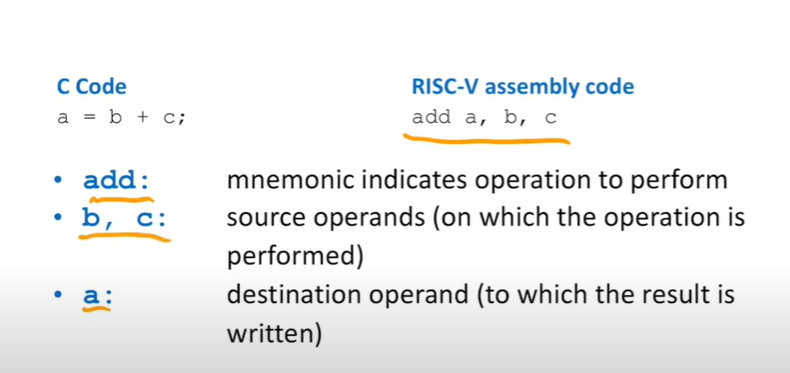 C Code
RISC-V assembly code
a = b + c;
add a, b, c
• add: mnemonic indicates operation to perform
• b, c: source operands (on which the operation is
performed)
• a: destination operand (to which the result is
written)